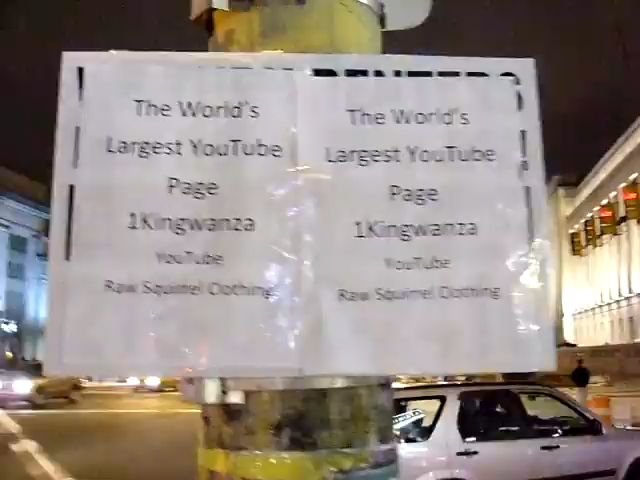 The World's
Largest YouTube
Page
1Kingwanza
YouTube
Raw Squirrel Clothing
The World's
Largest YouTube
Page
1Kingwanza
YouTube
Raw Squirrel Clothing